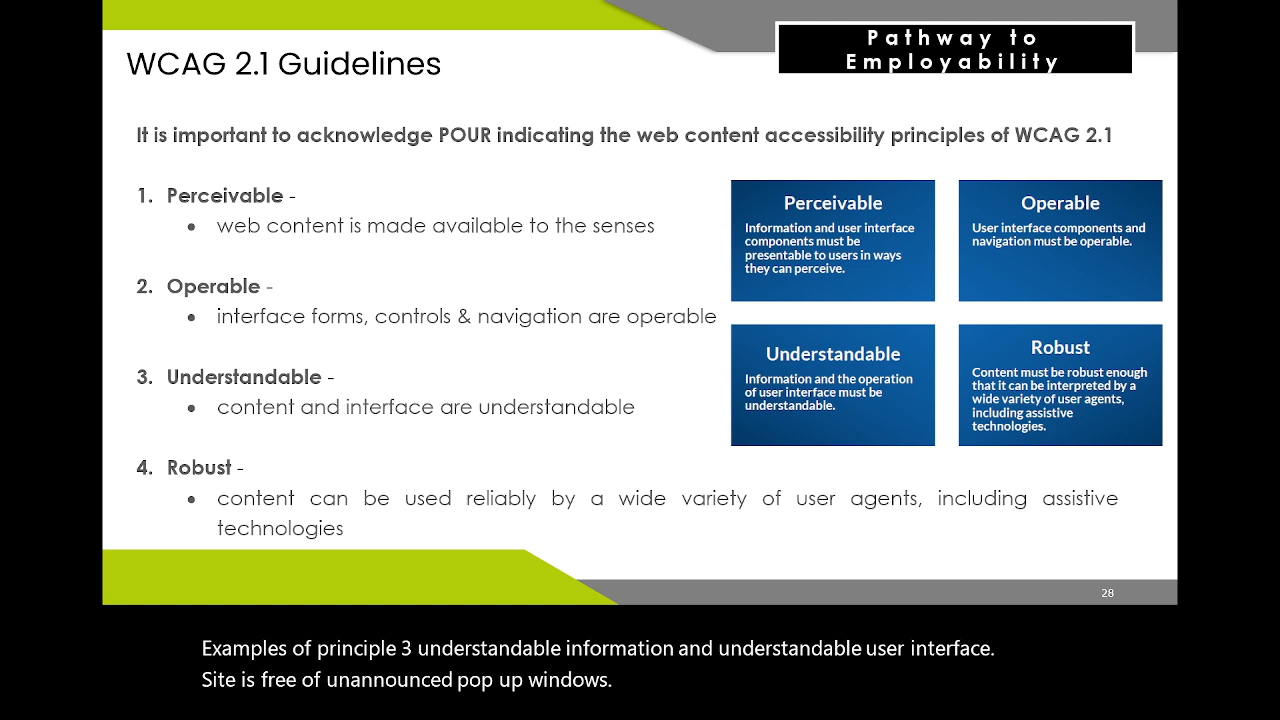 Pathway to
Employability
WCAG 2.1 Guidelines
It is important to acknowledge POUR indicating the web content accessibility principles of WCAG 2.1
1. Perceivable -
• web content is made available to the senses
2. Operable -
• interface forms, controls & navigation are operable
3. Understandable -
• content and interface are understandable
4. Robust -
• content can be used reliably by a wide variety of user agents, including assistive
technologies
Perceivable
Information and user interface
components must be
presentable to users in ways
they can perceive.
Operable
User interface components and
navigation must be operable.
Understandable
Information and the operation
of user interface must be
understandable.
Robust
Content must be robust enough
that it can be interpreted by a
wide variety of user agents,
including assistive
technologies.
28
Examples of principle 3 understandable information and understandable user interface.
Site is free of unannounced pop up windows.